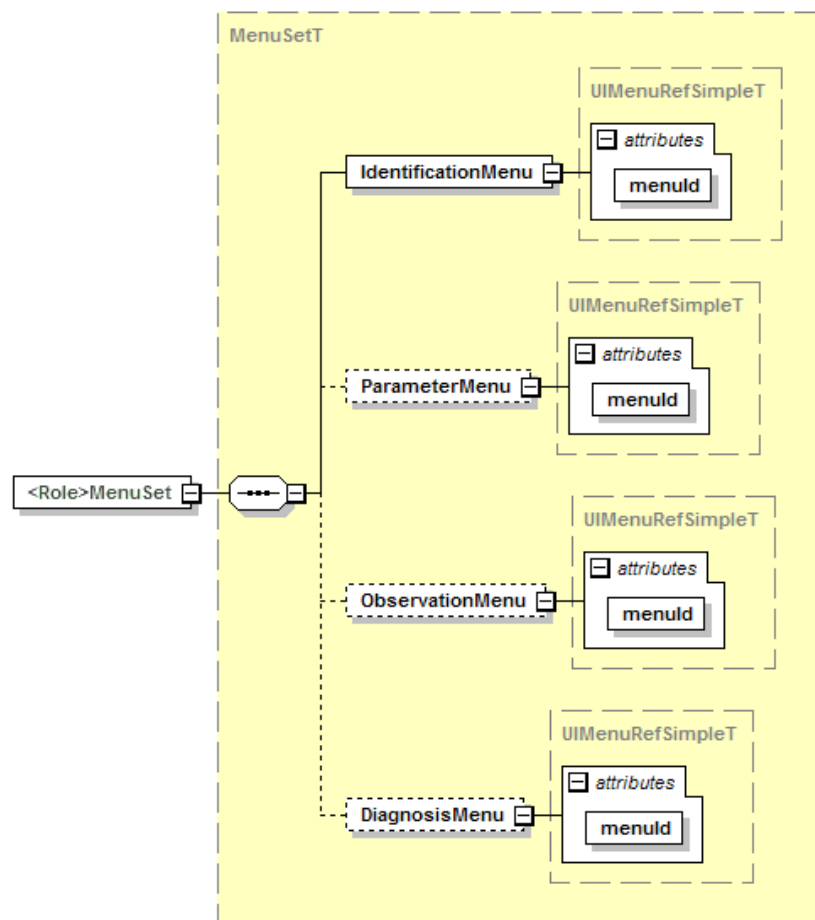 MenuSetT
UIMenuRefSimpleT
attributes
IdentificationMenu
menuId
UIMenuRefSimpleT
attributes
ParameterMenu
menuId
<Role>MenuSet
UIMenuRefSimpleT
attributes
ObservationMenu
menuId
UIMenuRefSimpleT
attributes
DiagnosisMenu
menuId